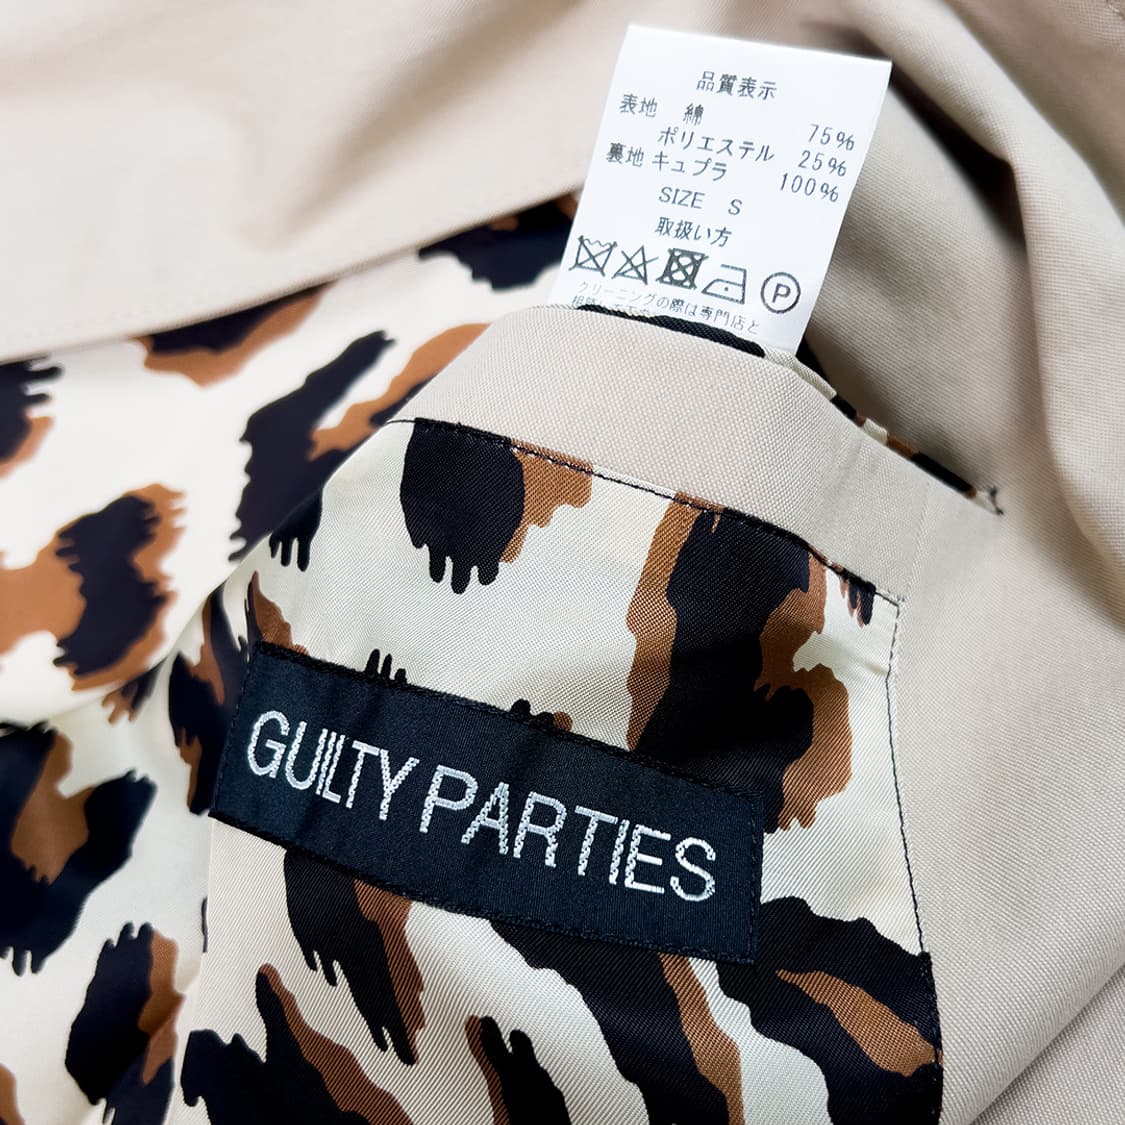 品質表示
表地 綿 75%
ポリエステル 25%
裏地 キュプラ 100%
SIZE S
取扱い方
P
クリーニングの際は専門店と
GUILTY PARTIES